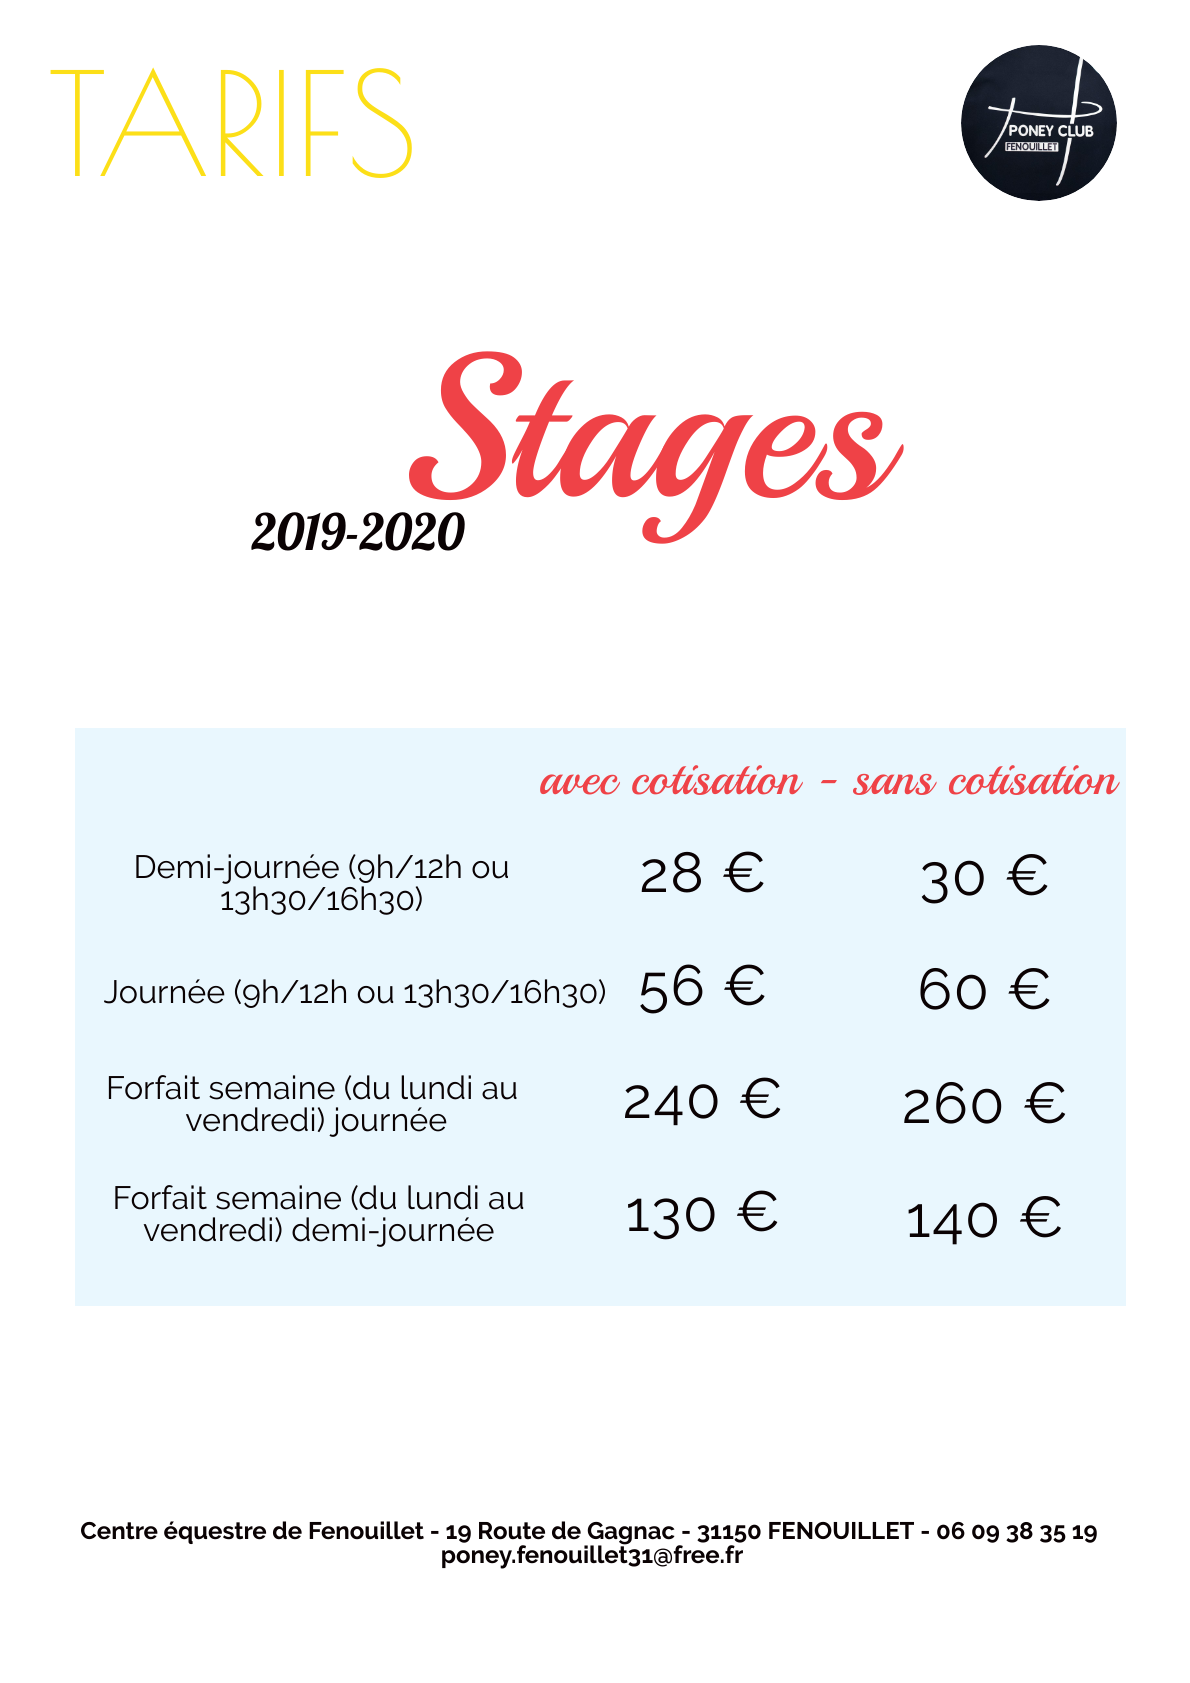 TARIFS
PONEY CLUB
FENOUILLET
Stages
2019-2020
avec cotisation - sans cotisation
Demi-journée (9h/12h ou
13h30/16h30)
28 €
30 €
Journée (9h/12h ou 13h30/16h30)
56 €
60 €
Forfait semaine (du lundi au
vendredi) journée
240 €
260 €
Forfait semaine (du lundi au
vendredi) demi-journée
130 €
140 €
Centre équestre de Fenouillet - 19 Route de Gagnac - 31150 FENOUILLET - 06 09 38 35 19
poney.fenouillet31@free.fr